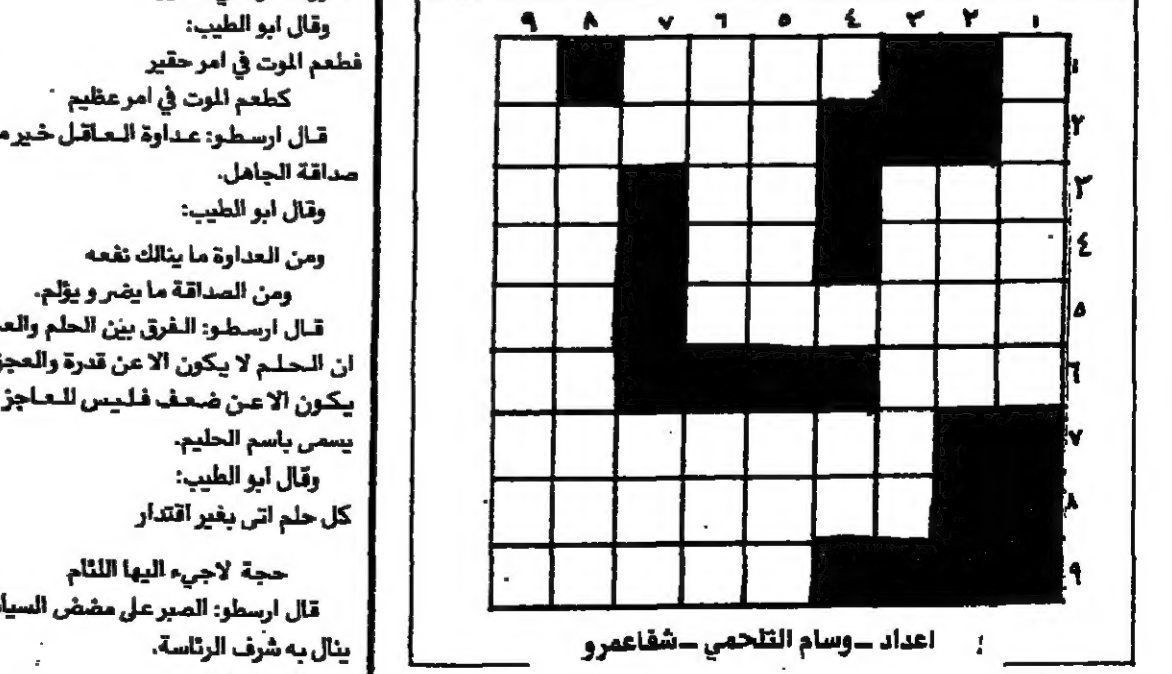 ٩ ٨ ٧ ٦ ٥ ٤ ٣ ٢ ١
١
٢
٣
٤
٥
٦
٧
٨
٩
؛ اعداد ــ وسام التلحمي ــ شفاعمرو
وقال ابو الطيب:
فطعم الموت في امر حقير
كطعم الموت في امر عظيم
قال ارسطو: عداوة العاقل خير
صداقة الجاهل.
وقال ابو الطيب:
ومن العداوة ما ينالك نفعه
ومن الصداقة ما يضر و يؤلم.
قال ارسطو: الفرق بين الحلم
ان الحلم لا يكون الا عن قدرة والعجز
يكون الا عن ضعف فليس للعاجز
يسمى باسم الحليم.
وقال ابو الطيب:
كل حلم اتى بغير اقتدار
حجة لاجيء اليها اللئام
قال ارسطو: الصبر على مضض
ينال به شرف الرئاسة.